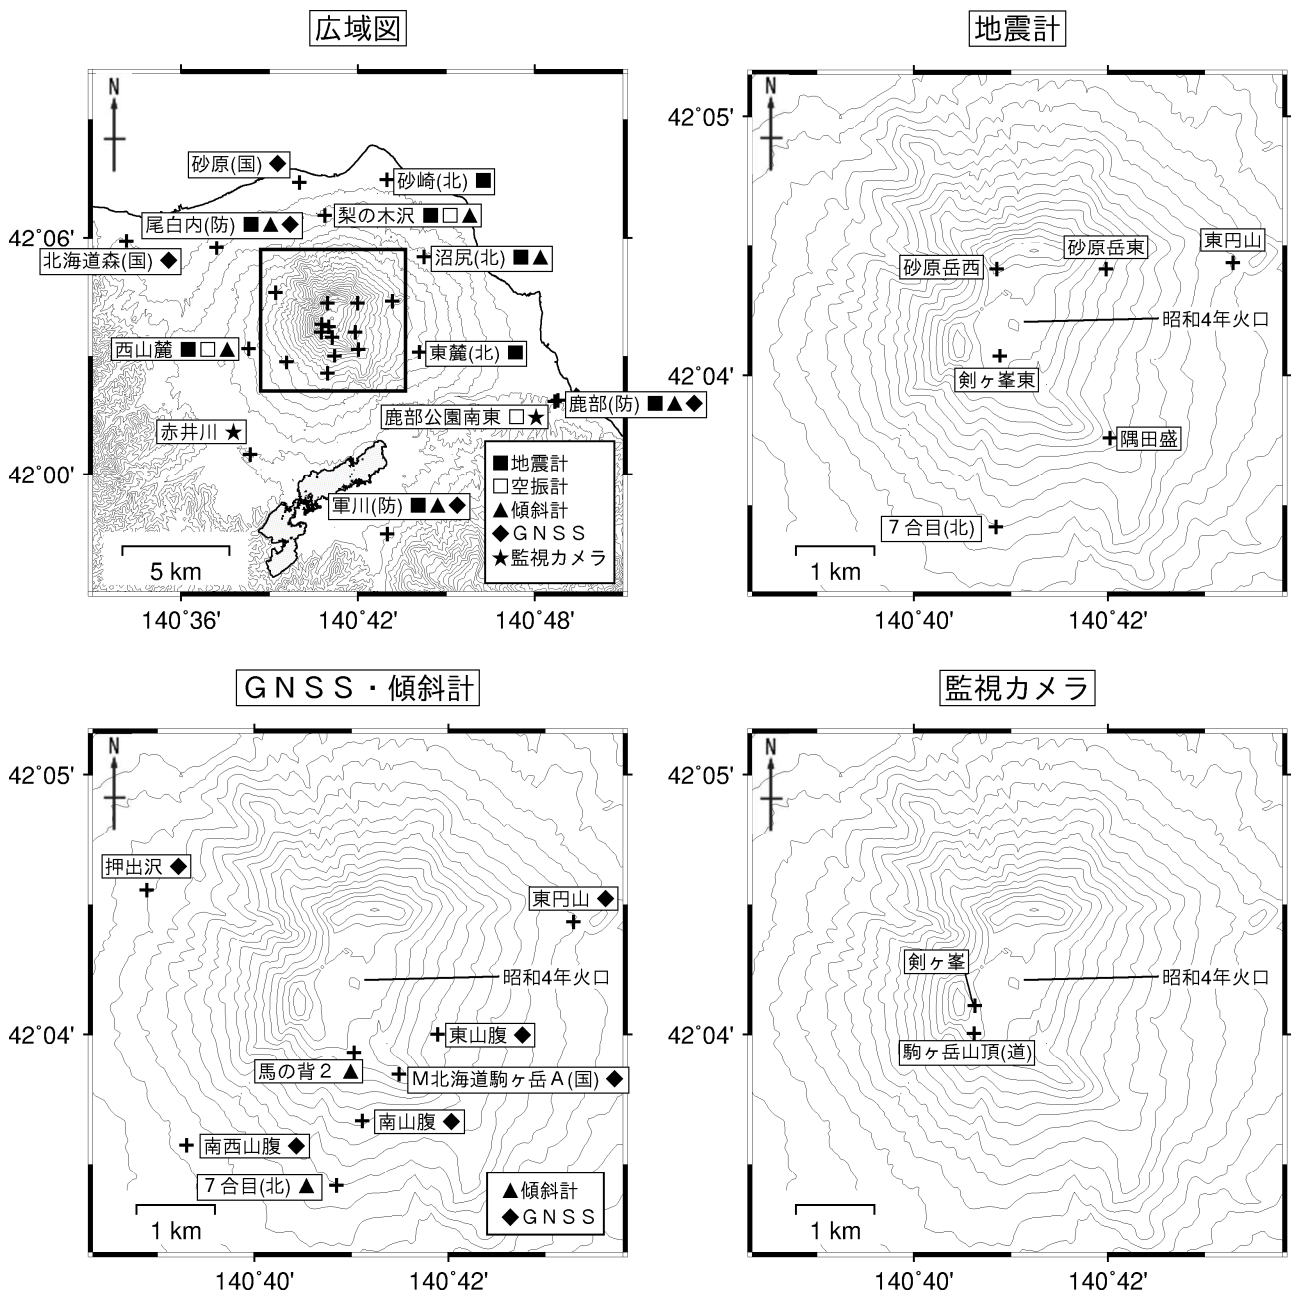 広域図
N
砂原(国) ◆
砂崎(北) ■
梨の木沢 ■□▲
尾白内(防) ■▲◆
北海道森(国) ◆
沼尻(北) ■▲
西山麓 ■□▲
東麓(北) ■
鹿部(防) ■▲◆
鹿部公園南東 □★
赤井川 ★
軍川(防) ■▲◆
■地震計
□空振計
▲傾斜計
◆ＧＮＳＳ
★監視カメラ
5 km
42˚06'
42˚00'
140˚36' 140˚42' 140˚48'
地震計
N
砂原岳西
砂原岳東
東円山
昭和4年火口
剣ヶ峯東
隅田盛
７合目(北)
1 km
42˚05'
42˚04'
140˚40' 140˚42'
ＧＮＳＳ・傾斜計
N
押出沢 ◆
東円山 ◆
昭和4年火口
東山腹 ◆
馬の背２ ▲
Ｍ北海道駒ヶ岳Ａ(国) ◆
南山腹 ◆
南西山腹 ◆
７合目(北) ▲
▲傾斜計
◆ＧＮＳＳ
1 km
42˚05'
42˚04'
140˚40' 140˚42'
監視カメラ
N
剣ヶ峯
昭和4年火口
駒ヶ岳山頂(道)
1 km
42˚05'
42˚04'
140˚40' 140˚42'